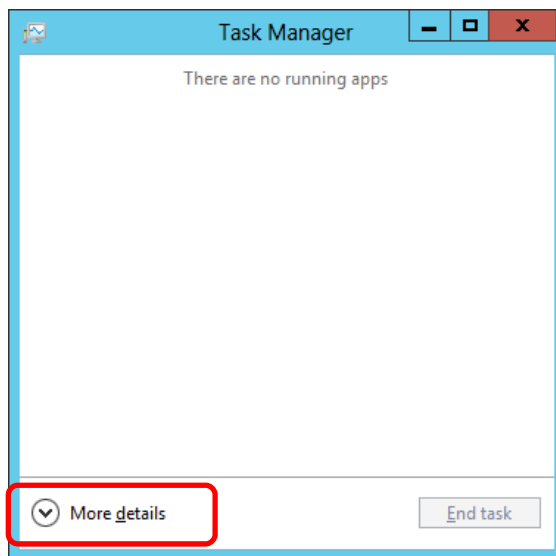 Task Manager
There are no running apps
More details
End task